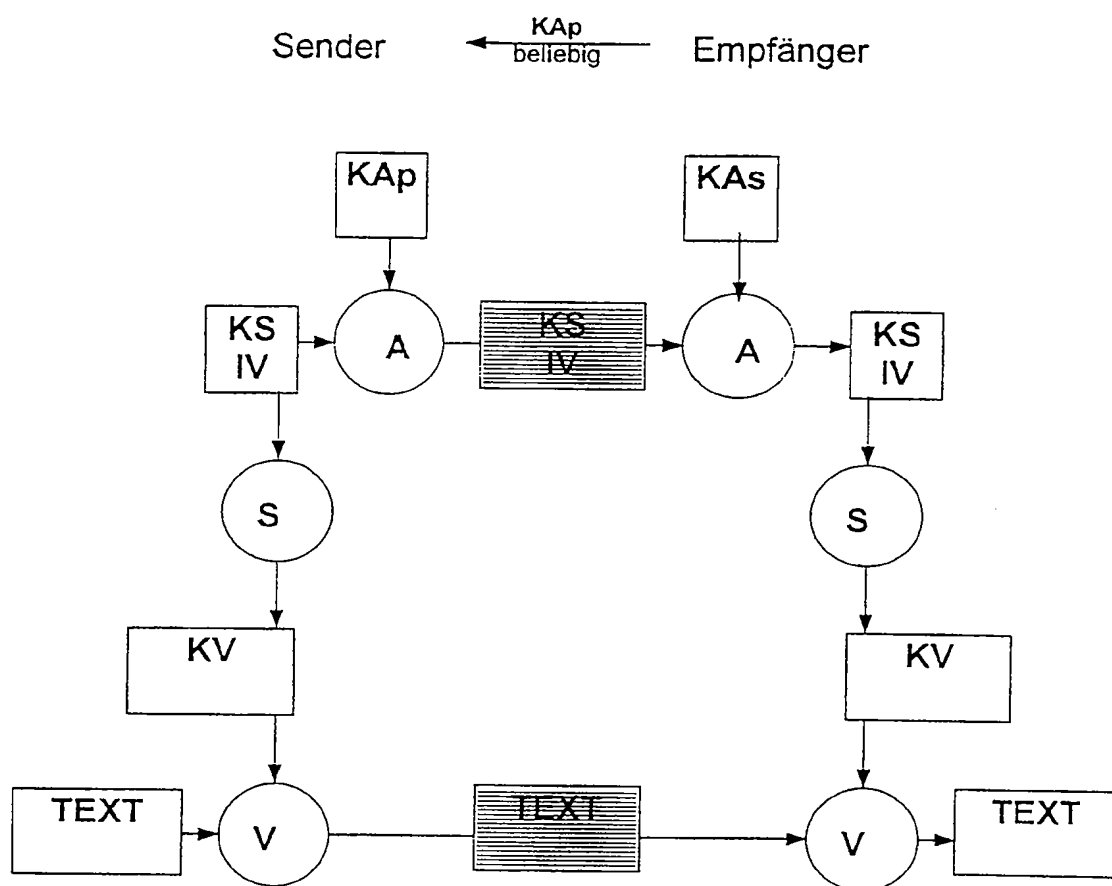 Sender
KAp
beliebig
Empfänger
KAp
KAs
KS
IV
A
KS
IV
A
KS
IV
S
S
KV
KV
TEXT
V
TEXT
V
TEXT